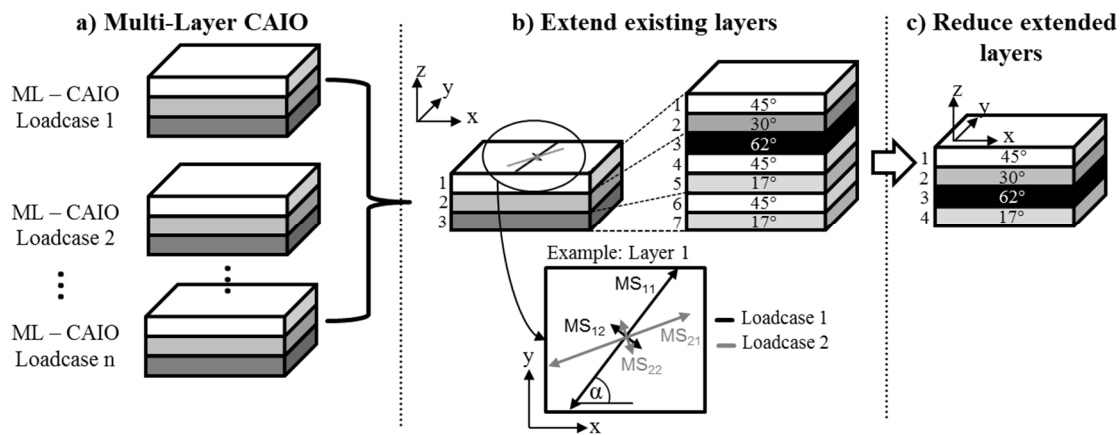 a) Multi-Layer CAIO
ML – CAIO
Loadcase 1
ML – CAIO
Loadcase 2
ML – CAIO
Loadcase n
b) Extend existing layers
z
y
x
1
2
3
1
2
3
4
5
6
7
45°
30°
62°
45°
17°
45°
17°
Example: Layer 1
MS11
MS12
MS21
MS22
α
y
x
Loadcase 1
Loadcase 2
c) Reduce extended
layers
z
y
x
1
2
3
4
45°
30°
62°
17°